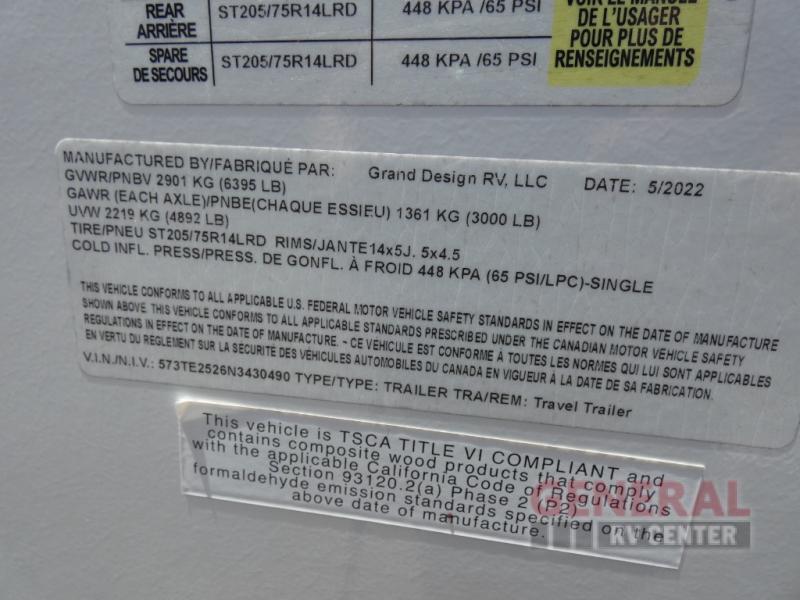 REAR
ARRIÈRE
ST205/75R14LRD
448 KPA /65 PSI
SPARE
DE SECOURS
ST205/75R14LRD
448 KPA /65 PSI
VOIR LE MANUEL
DE L'USAGER
POUR PLUS DE
RENSEIGNEMENTS
MANUFACTURED BY/FABRIQUÉ PAR: Grand Design RV, LLC DATE: 5/2022
GVWR/PNBV 2901 KG (6395 LB)
GAWR (EACH AXLE)/PNBE(CHAQUE ESSIEU) 1361 KG (3000 LB)
UVW 2219 KG (4892 LB)
TIRE/PNEU ST205/75R14LRD RIMS/JANTE14x5J. 5x4.5
COLD INFL. PRESS/PRESS. DE GONFL. À FROID 448 KPA (65 PSI/LPC)-SINGLE
THIS VEHICLE CONFORMS TO ALL APPLICABLE U.S. FEDERAL MOTOR VEHICLE SAFETY STANDARDS IN EFFECT ON THE DATE OF MANUFACTURE
SHOWN ABOVE. THIS VEHICLE CONFORMS TO ALL APPLICABLE STANDARDS PRESCRIBED UNDER THE CANADIAN MOTOR VEHICLE SAFETY
REGULATIONS IN EFFECT ON THE DATE OF MANUFACTURE. - CE VÉHICULE EST CONFORME À TOUTES LES NORMES QUI LUI SONT APPLICABLES
EN VERTU DU REGLEMENT SUR LA SECURITÉ DES VÉHICULES AUTOMOBILES DU CANADA EN VIGUEUR À LA DATE DE SA FABRICATION.
V.I.N./N.I.V.: 573TE2526N3430490 TYPE/TYPE: TRAILER TRA/REM: Travel Trailer
This vehicle is TSCA TITLE VI COMPLIANT and
contains composite wood products that comply
with the applicable California Code of Regulations
Section 93120.2(a) Phase 2 (P2)
formaldehyde emission standards specified on the
above date of manufacture.
GENERAL
RV CENTER